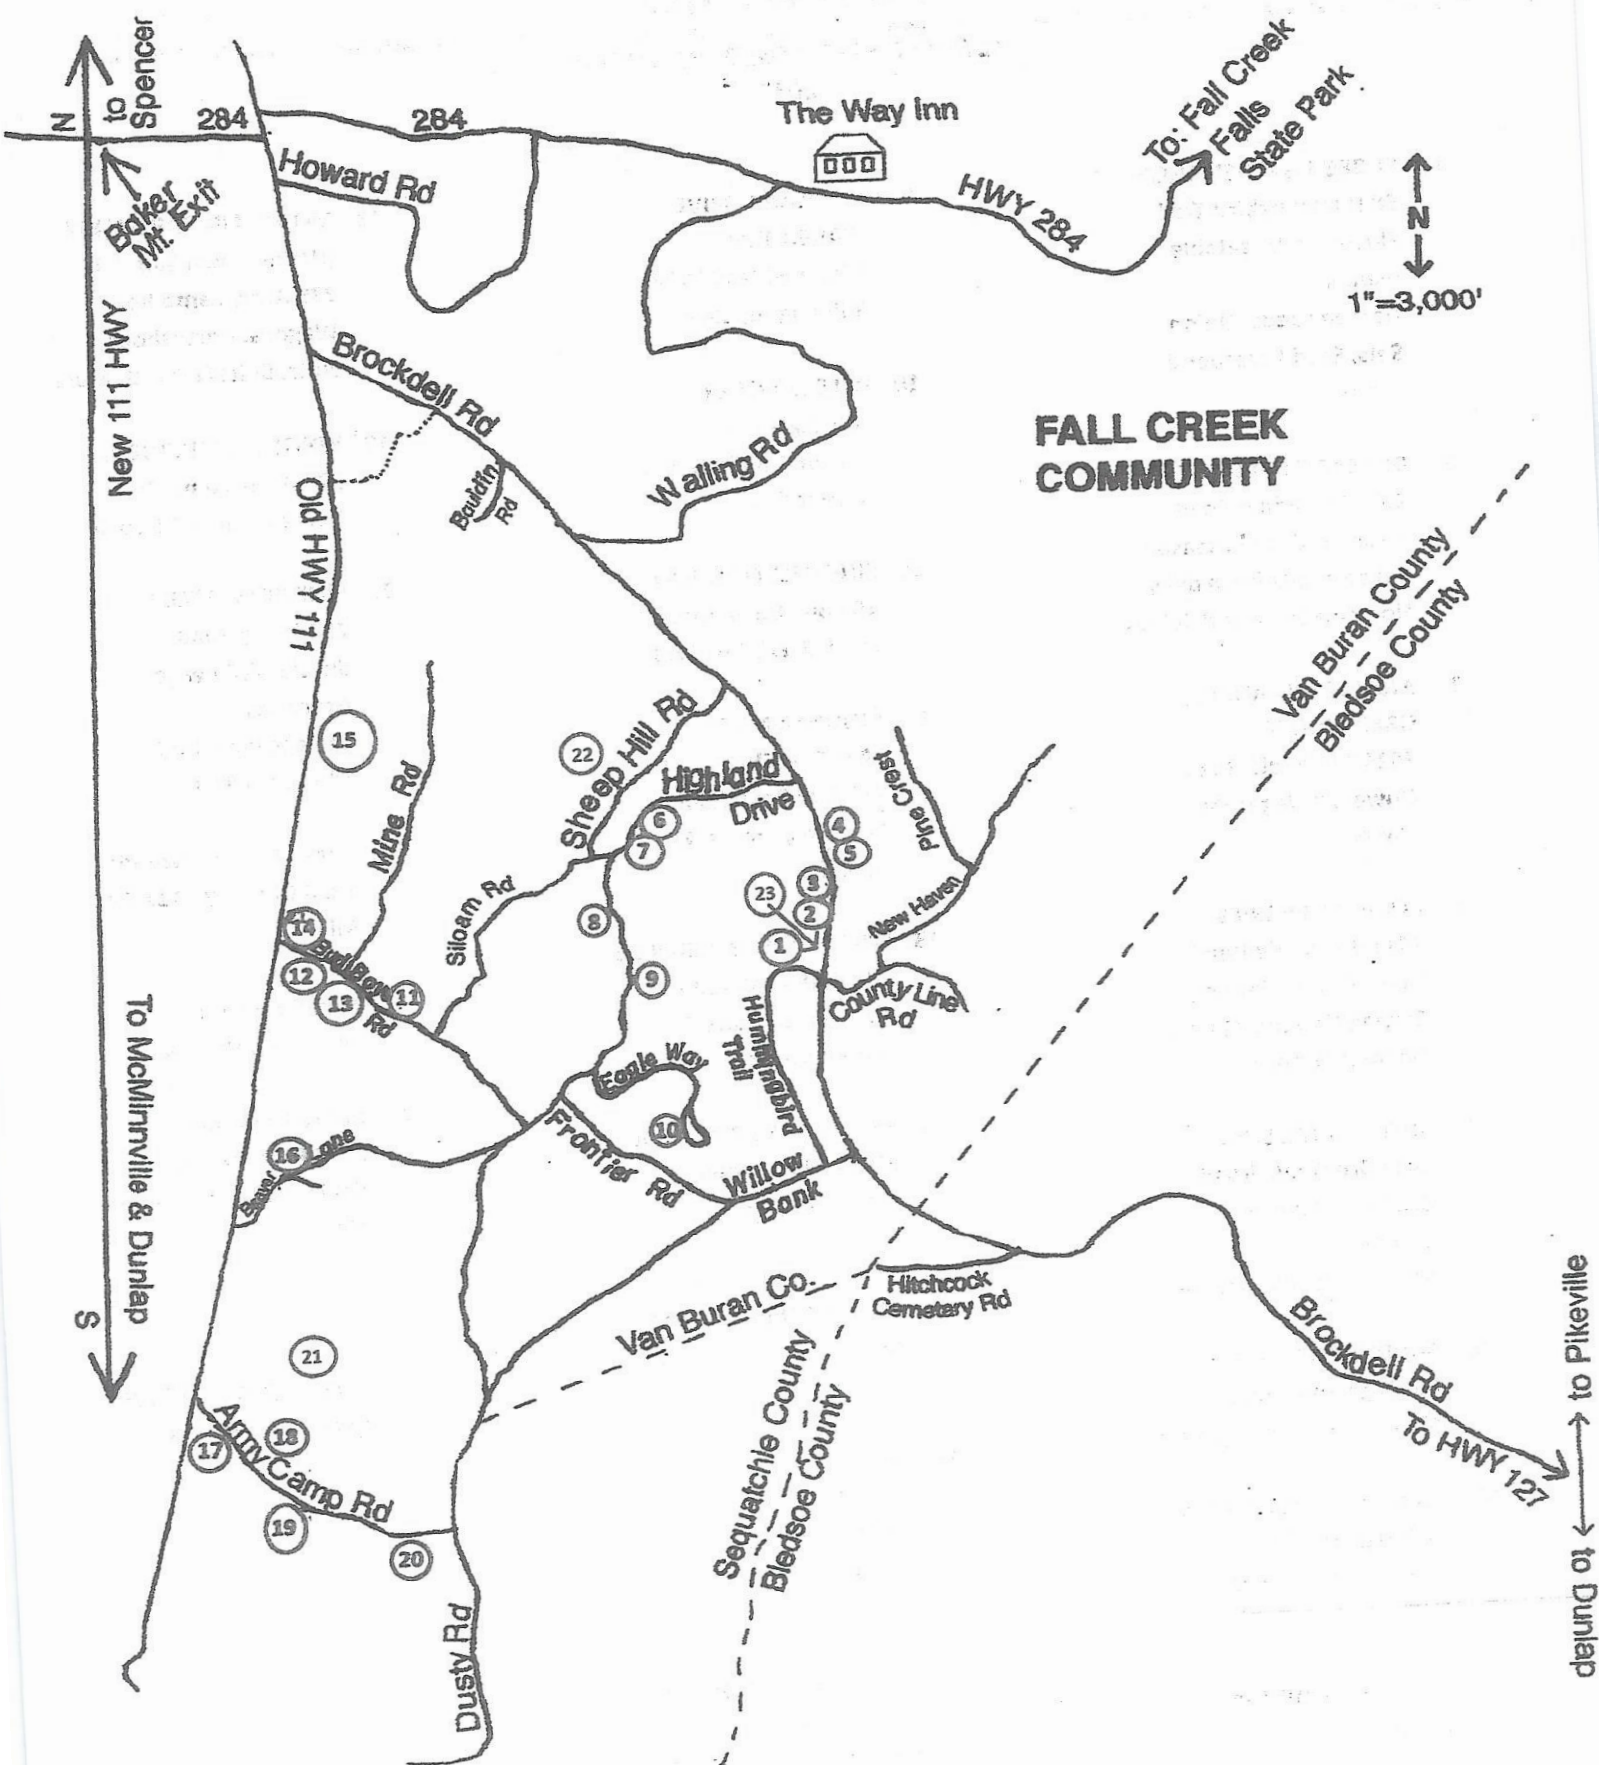 N
to
Spencer
284
284
The Way Inn
To: Fall Creek
Falls
State Park
Howard Rd
HWY 284
Baker
Mt. Exit
N
1"=3,000'
New 111 HWY
Brockdell Rd
Bauldin
Rd
Walling Rd
FALL CREEK
COMMUNITY
Old HWY 111
Van Buran County
Bledsoe County
15
Mine Rd
22
Sheep Hill Rd
Highland
Drive
6
7
4
5
Pine Crest
3
23
2
1
New Haven
Siloam Rd
8
9
14
12
13
11
Rd
County Line
Rd
Hummingbird
Trail
Eagle Way
10
Frontier Rd
Willow
Bank
16
Beaver Lane
To McMinnville & Dunlap
S
Van Buran Co.
Hitchcock
Cemetery Rd
Sequatchie County
Bledsoe County
Brockdell Rd
To HWY 127
to Pikeville
to Dunlap
21
17
18
Army Camp Rd
19
20
Dusty Rd